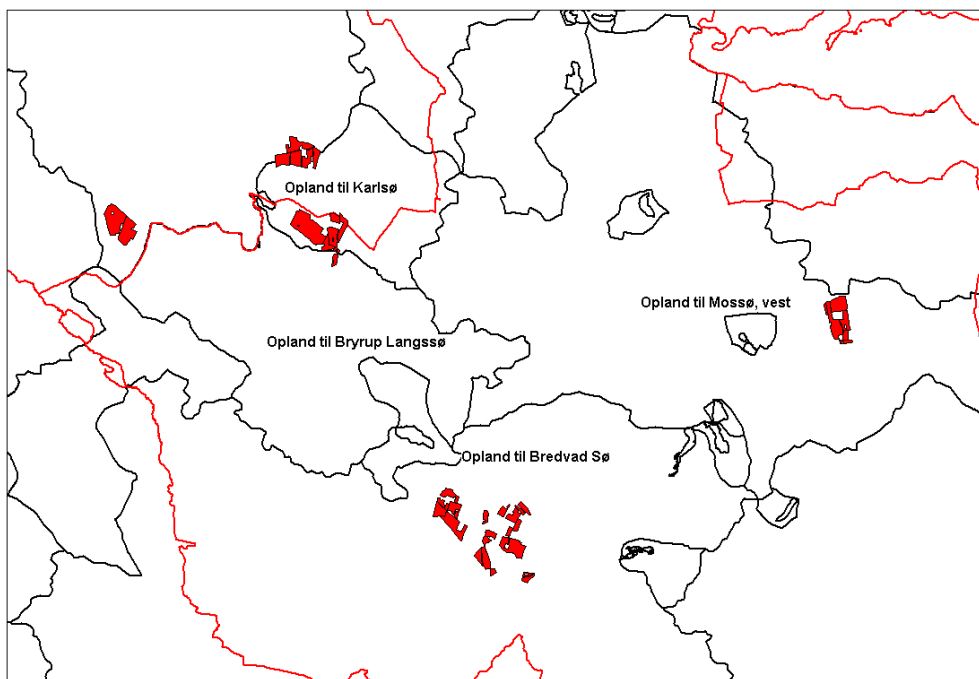 Opland til Karlsø
Opland til Mossø, vest
Opland til Bryrup Langssø
Opland til Bredvad Sø